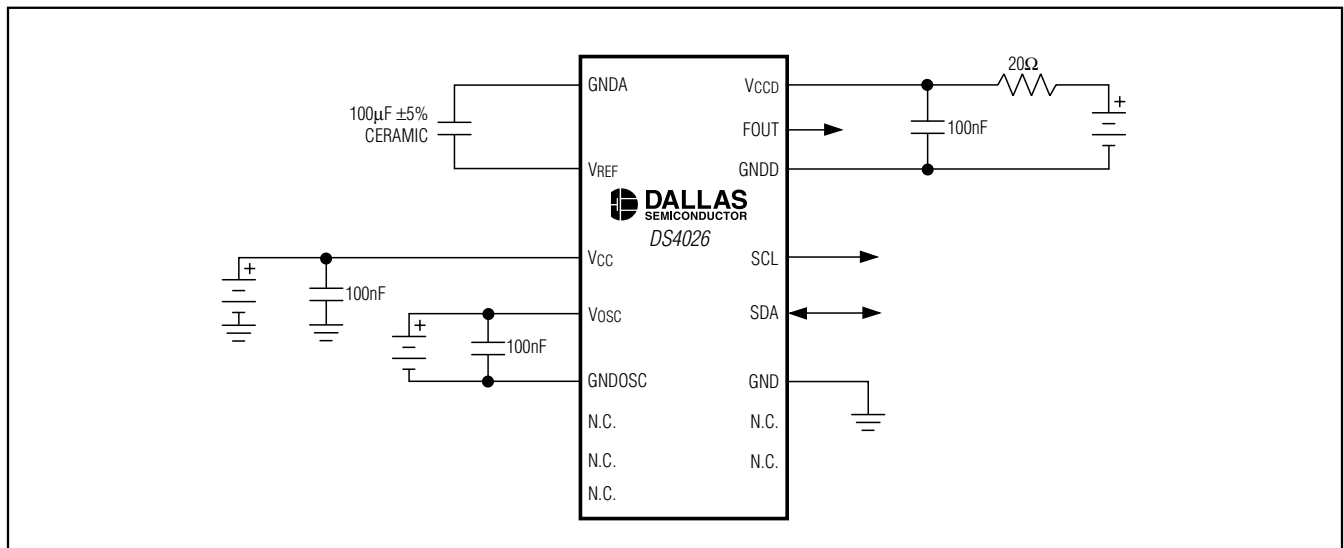 GNDA
100µF ±5%
CERAMIC
VREF
VCC
+
100nF
VOSC
+
100nF
GNDOSC
N.C.
N.C.
N.C.
DALLAS
SEMICONDUCTOR
DS4026
VCCD
20Ω
+
FOUT
100nF
GNDD
SCL
SDA
GND
N.C.
N.C.